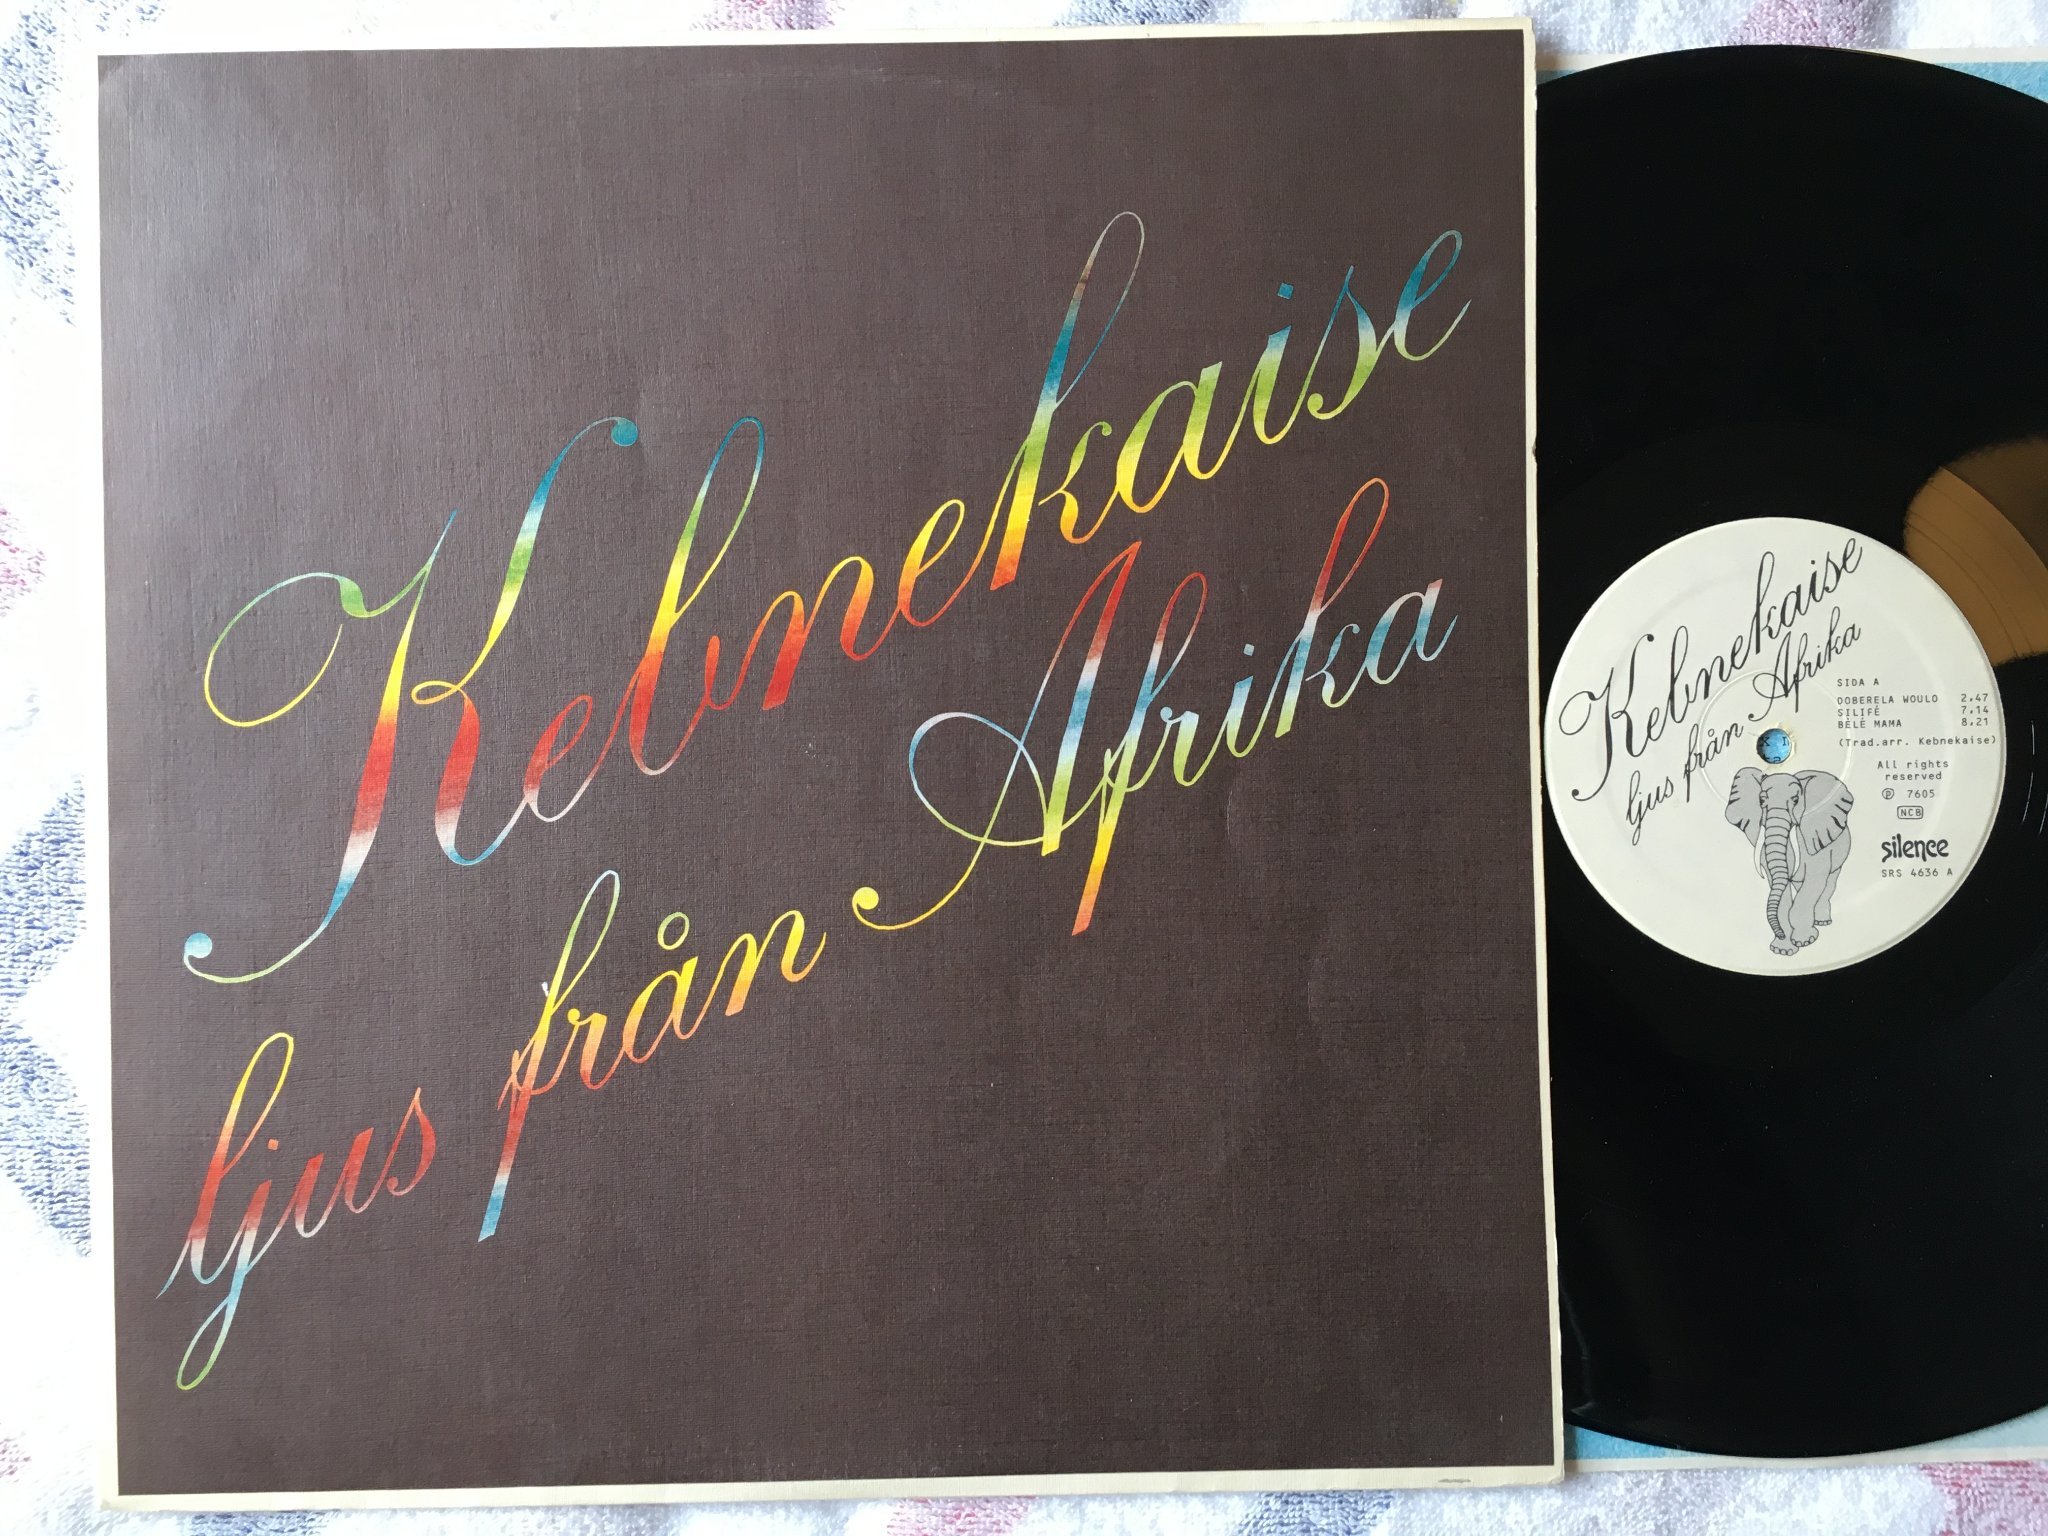 Kebnekaise
ljus från Afrika
Kebnekaise
ljus från Afrika
SIDA A
DOBERELA WOULO 2.47
SILIFÉ 7.14
BÈLÈ MAMA 8.21
(Trad.arr. Kebnekaise)
All rights
reserved
℗ 7605
NCB
silence
SRS 4636 A